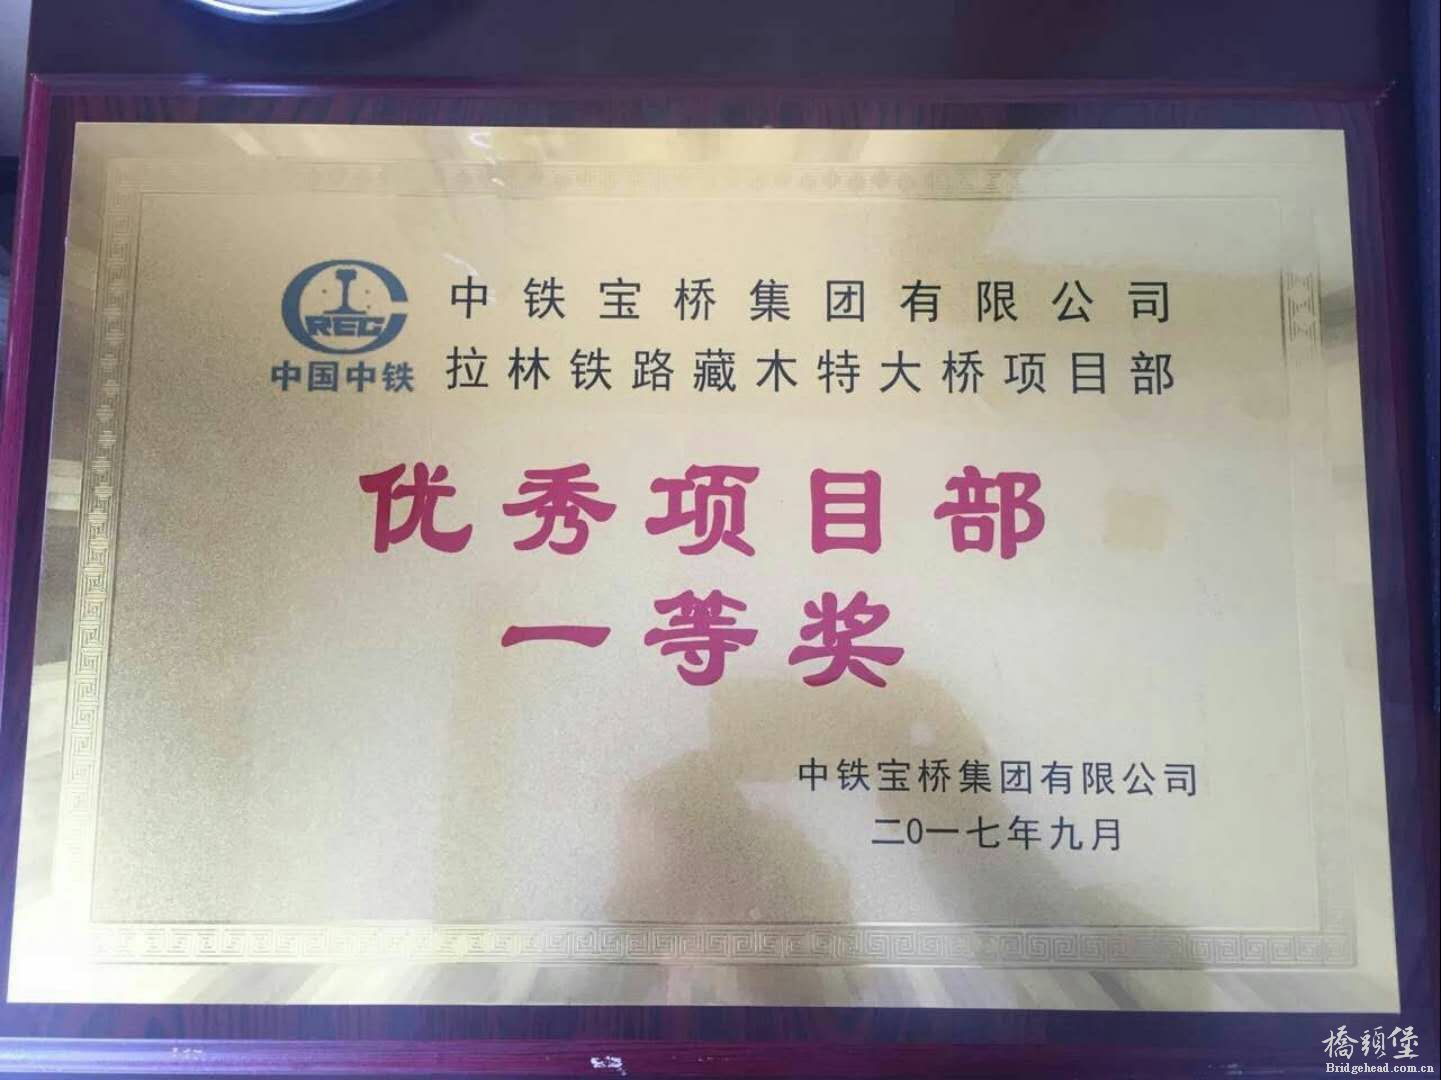 中铁宝桥集团有限公司
CREC
中国中铁
拉林铁路藏木特大桥项目部
优秀项目部
一等奖
中铁宝桥集团有限公司
二0一七年九月
橋頭堡
Bridgehead.com.cn